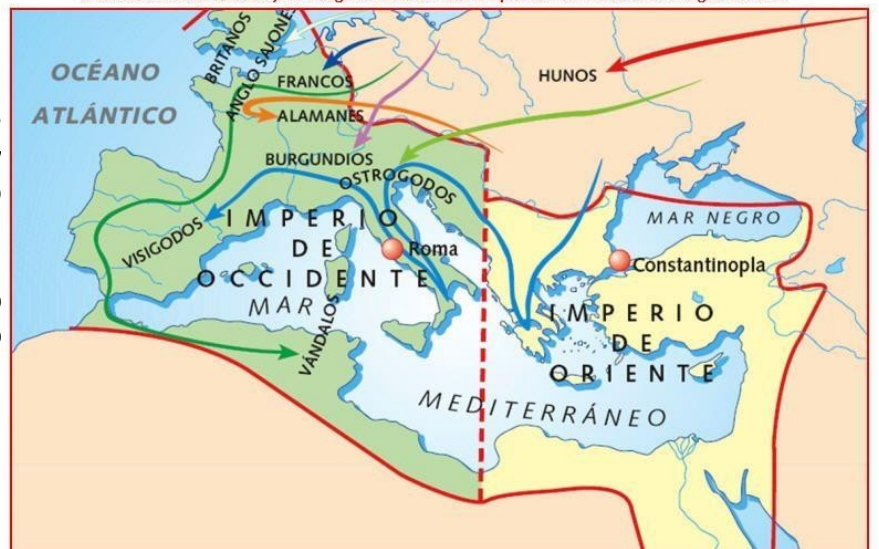 OCÉANO
ATLÁNTICO
BRITANOS
ANGLO SAJONES
FRANCOS
ALAMANES
HUNOS
BURGUNDIOS
OSTROGODOS
VISIGODOS
IMPERIO
DE
OCCIDENTE
Roma
MAR NEGRO
Constantinopla
MAR
MEDITERRÁNEO
VÁNDALOS
IMPERIO
DE
ORIENTE